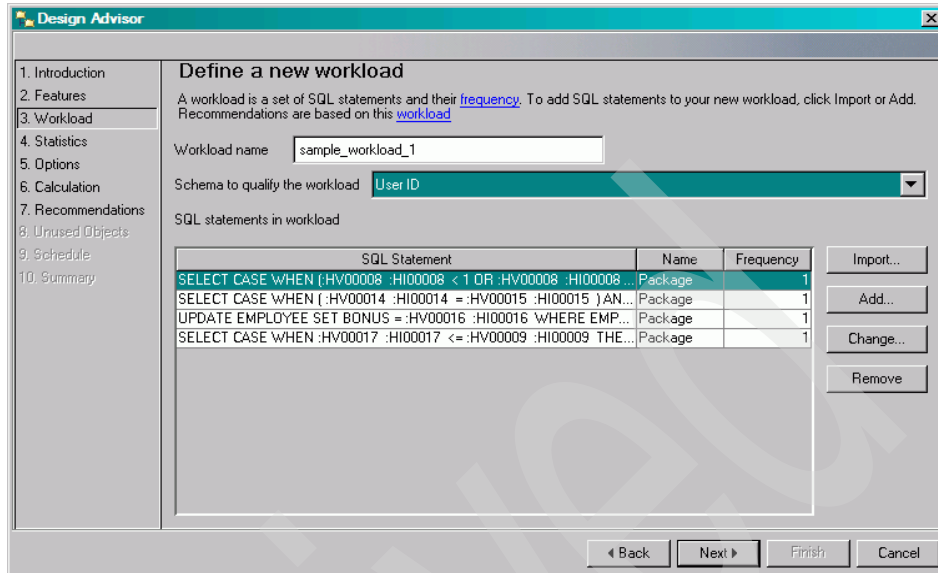 Design Advisor
1. Introduction
2. Features
3. Workload
4. Statistics
5. Options
6. Calculation
7. Recommendations
8. Unused Objects
9. Schedule
10. Summary
Define a new workload
A workload is a set of SQL statements and their frequency. To add SQL statements to your new workload, click Import or Add.
Recommendations are based on this workload
Workload name sample_workload_1
Schema to qualify the workload User ID
SQL statements in workload
SQL Statement Name Frequency
SELECT CASE WHEN (:HV00008 :HI00008 < 1 OR :HV00008 :HI00008 ... Package 1
SELECT CASE WHEN ( :HV00014 :HI00014 = :HV00015 :HI00015 ) AN... Package 1
UPDATE EMPLOYEE SET BONUS = :HV00016 :HI00016 WHERE EMP... Package 1
SELECT CASE WHEN :HV00017 :HI00017 <= :HV00009 :HI00009 THE... Package 1
Import...
Add...
Change...
Remove
Back Next Finish Cancel